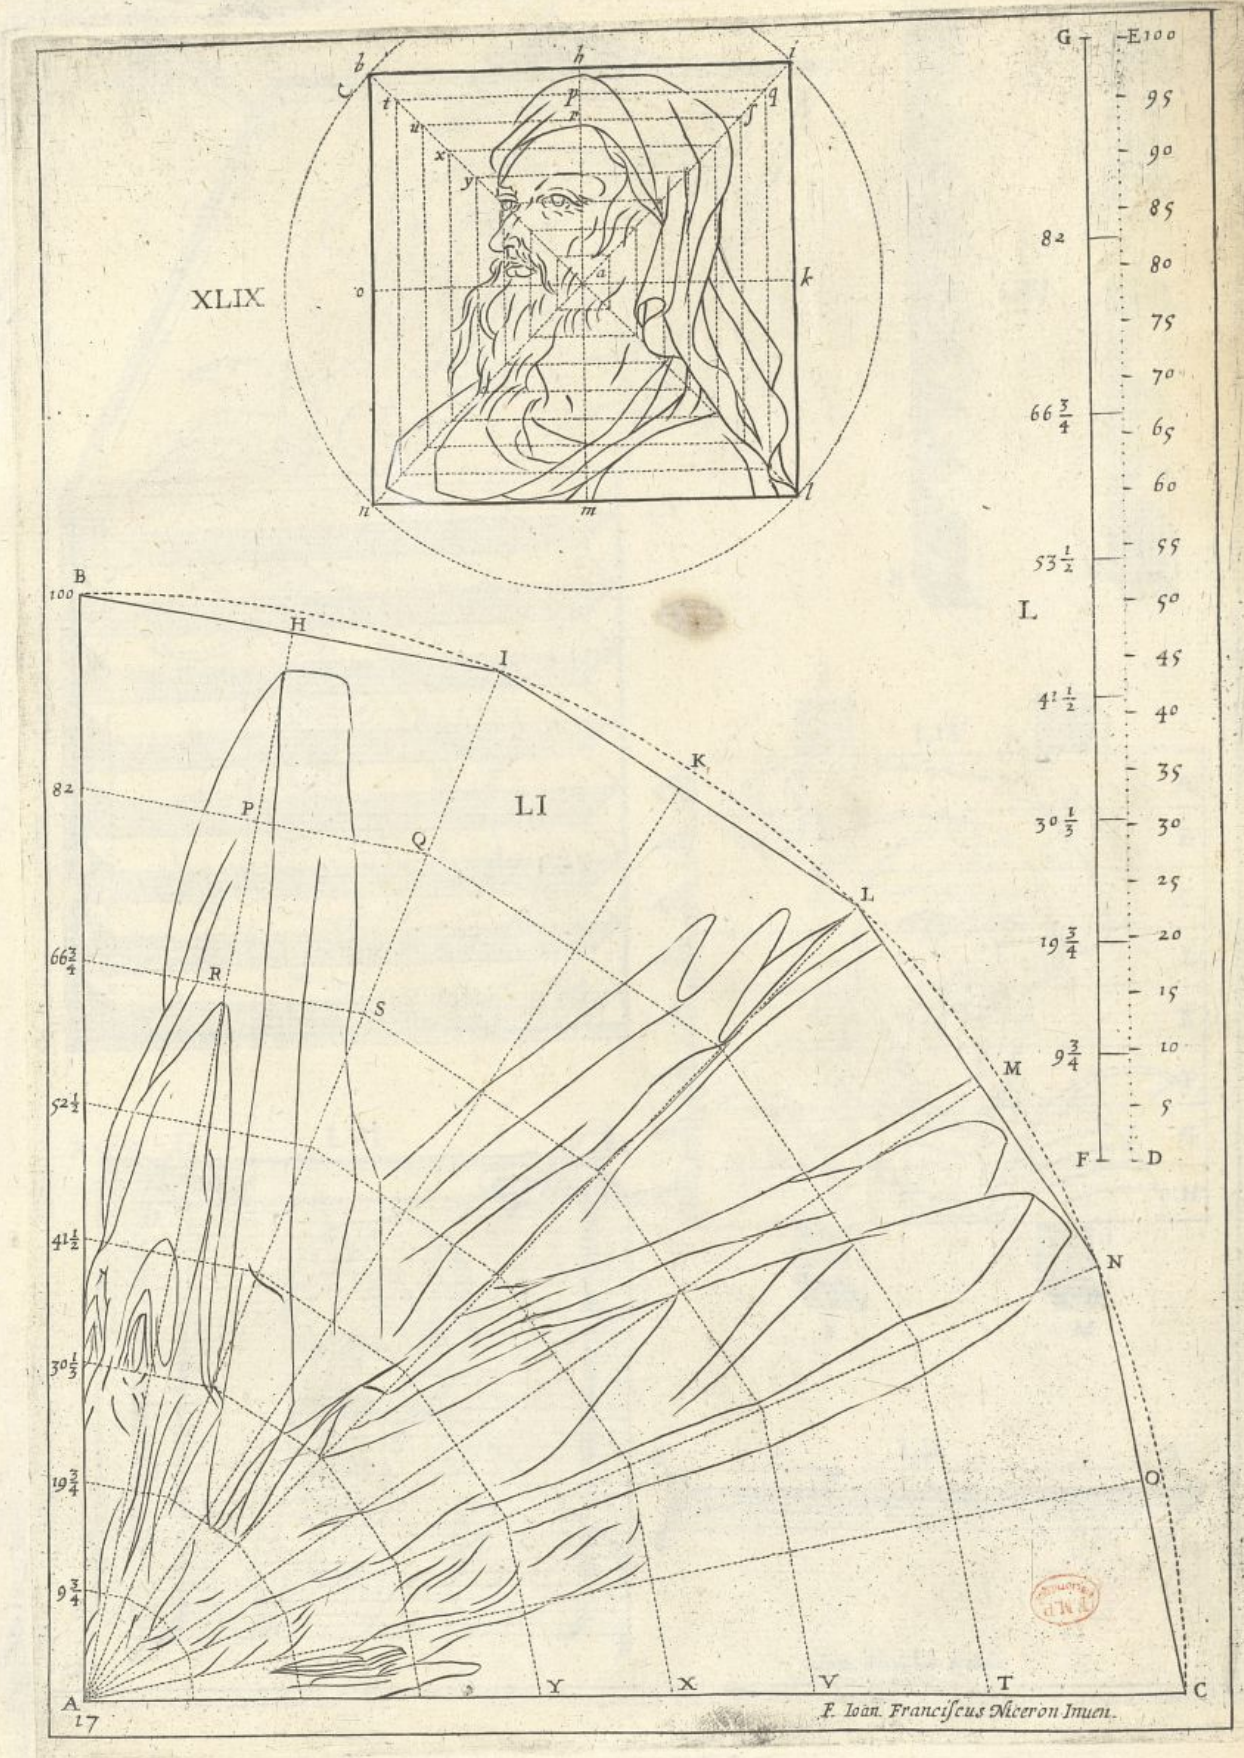 G E 100
b h i
t p q
95
u r ſ
x
90
y
85
82
80
a
o k
XLIX
75
70
66 3/4
65
60
n m l
53 1/2
55
L
50
45
41 1/2
40
35
30 1/3
30
25
19 3/4
20
15
9 3/4
10
5
F D
B
100
H
I
K
82
P
LI
Q
L
66 3/4
R
S
M
52 1/2
41 1/2
N
30 1/3
19 3/4
O
9 3/4
A Y X V T C
17
F. Ioan. Franciſcus Niceron Inuen.